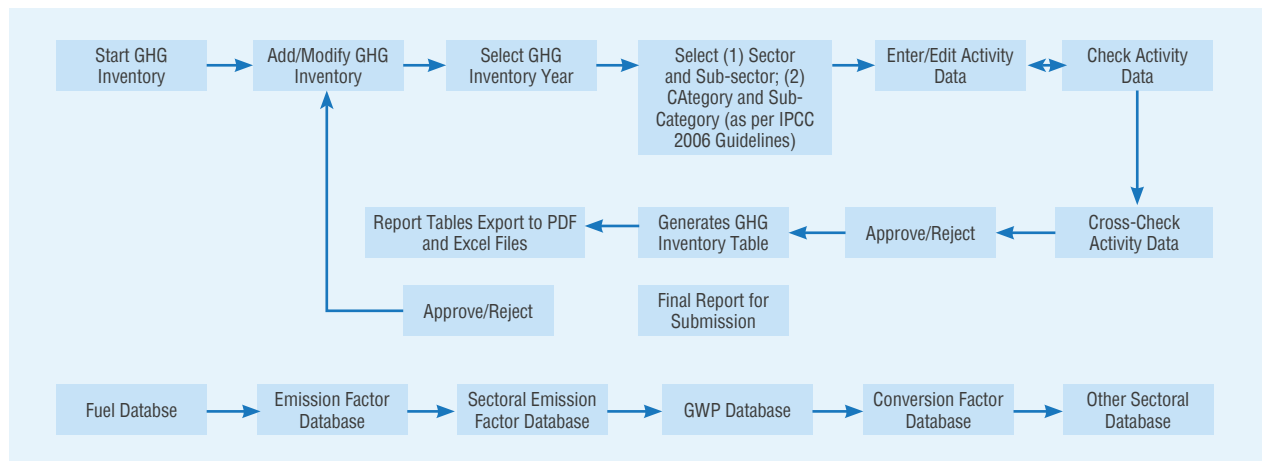 Start GHG
Inventory
Add/Modify GHG
Inventory
Select GHG
Inventory Year
Select (1) Sector
and Sub-sector; (2)
CAtegory and Sub-
Category (as per IPCC
2006 Guidelines)
Enter/Edit Activity
Data
Check Activity
Data
Report Tables Export to PDF
and Excel Files
Generates GHG
Inventory Table
Approve/Reject
Cross-Check
Activity Data
Approve/Reject
Final Report for
Submission
Fuel Databse
Emission Factor
Database
Sectoral Emission
Factor Database
GWP Database
Conversion Factor
Database
Other Sectoral
Database